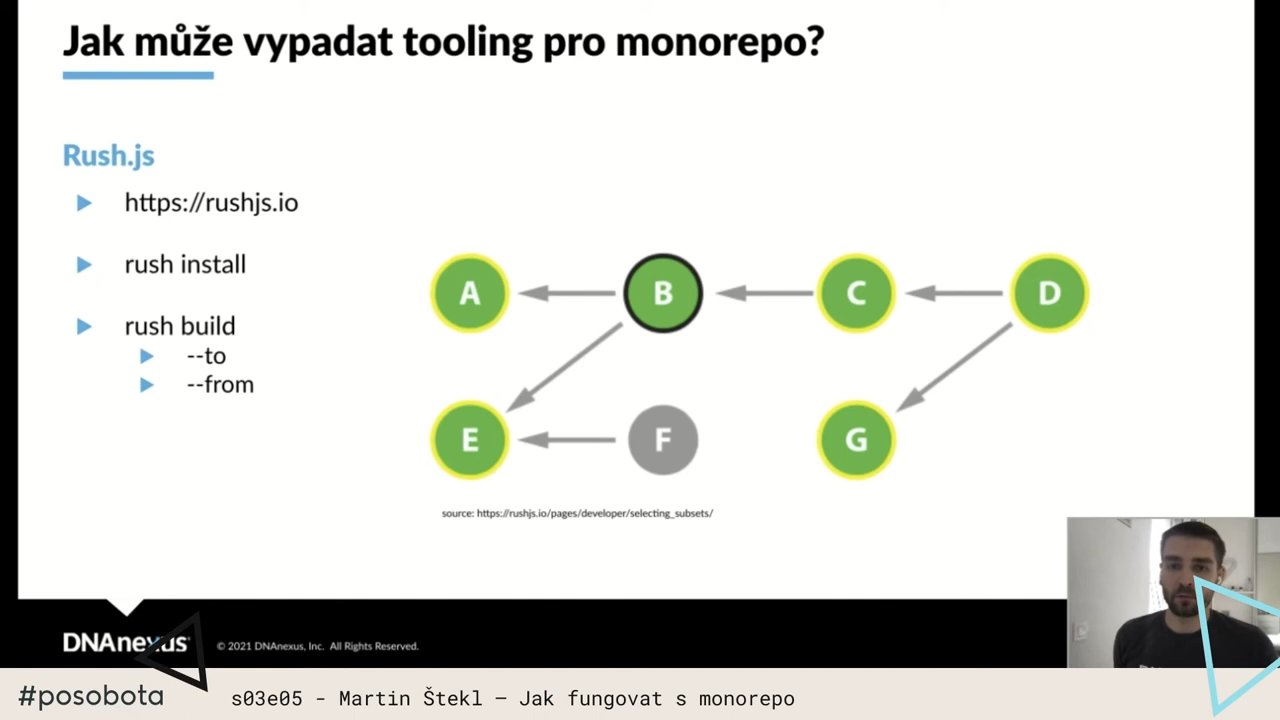 Jak může vypadat tooling pro monorepo?
Rush.js
https://rushjs.io
rush install
rush build
--to
--from
A
B
C
D
E
F
G
source: https://rushjs.io/pages/developer/selecting_subsets/
DNAnexus
© 2021 DNAnexus, Inc. All Rights Reserved.
#posobota
s03e05 - Martin Štekl – Jak fungovat s monorepo